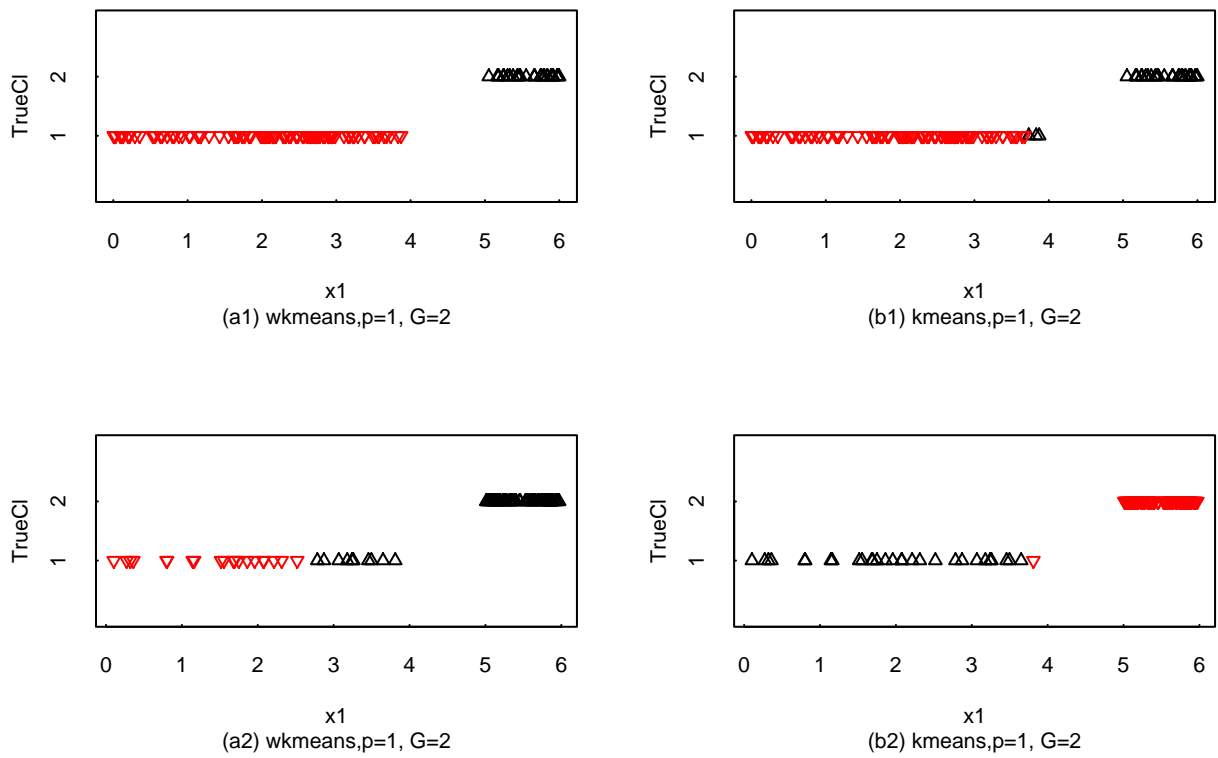 TrueCl
2
1
0 1 2 3 4 5 6
x1
(a1) wkmeans,p=1, G=2
TrueCl
2
1
0 1 2 3 4 5 6
x1
(b1) kmeans,p=1, G=2
TrueCl
2
1
0 1 2 3 4 5 6
x1
(a2) wkmeans,p=1, G=2
TrueCl
2
1
0 1 2 3 4 5 6
x1
(b2) kmeans,p=1, G=2